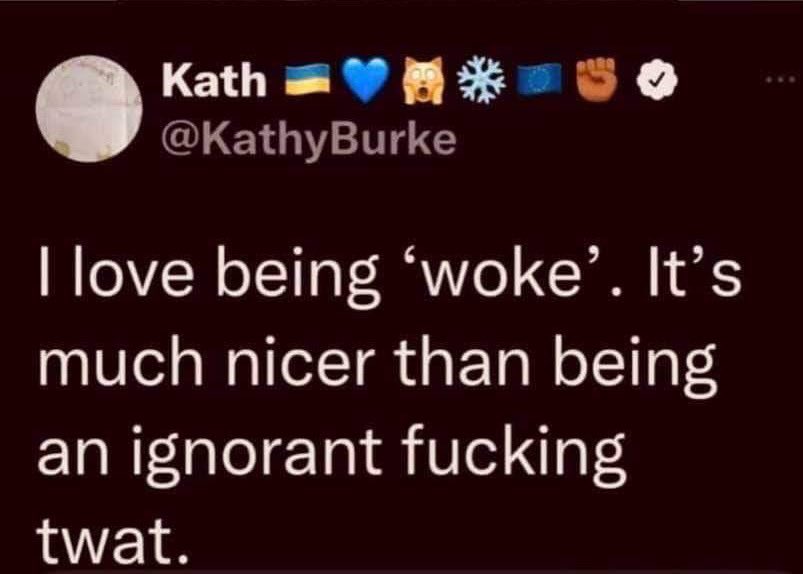 Kath 🇺🇦💙🙀❄️🇪🇺✊🏾
@KathyBurke
I love being ‘woke’. It’s
much nicer than being
an ignorant fucking
twat.